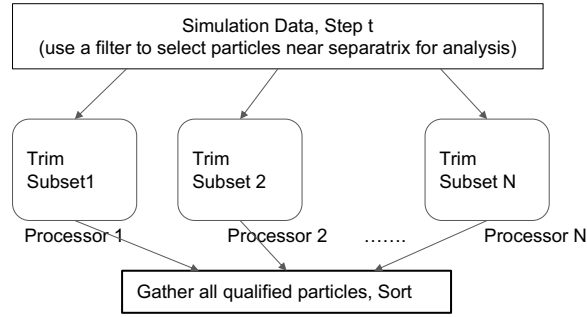 Simulation Data, Step t
(use a filter to select particles near separatrix for analysis)
Trim
Subset1
Trim
Subset 2
Trim
Subset N
Processor 1
Processor 2
.......
Processor N
Gather all qualified particles, Sort